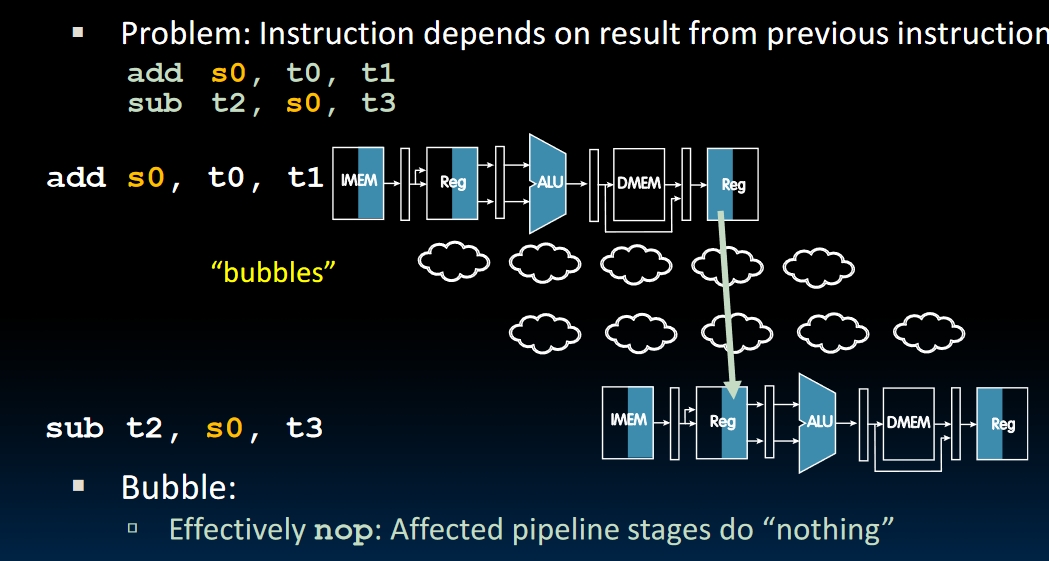 ▪ Problem: Instruction depends on result from previous instruction
add s0, t0, t1
sub t2, s0, t3
add s0, t0, t1 IMEM Reg ALU DMEM Reg
“bubbles”
sub t2, s0, t3 IMEM Reg ALU DMEM Reg
▪ Bubble:
▫ Effectively nop: Affected pipeline stages do “nothing”